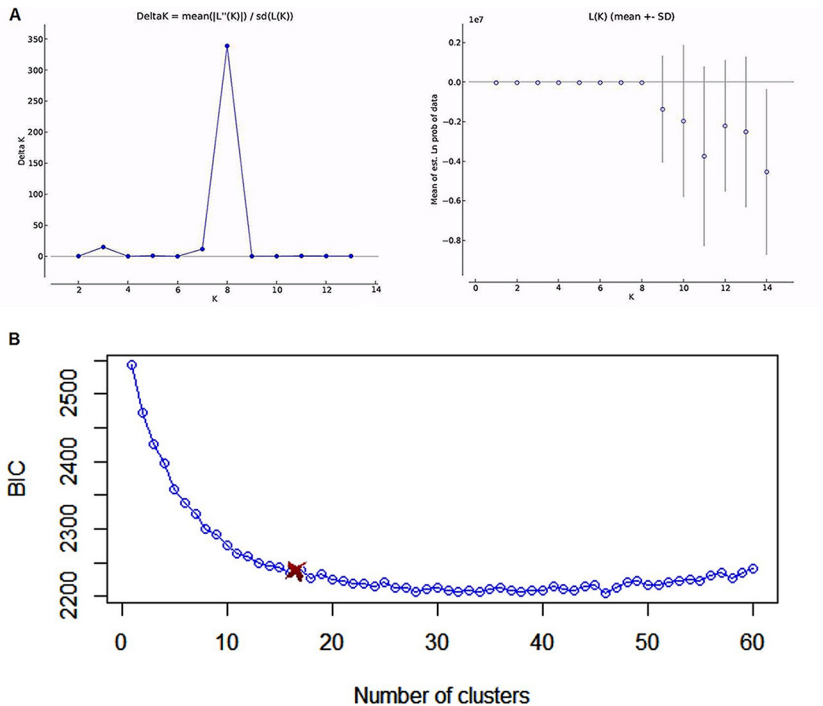 A
DeltaK = mean(|L''(K)|) / sd(L(K))
350
300
250
200
150
100
50
0
Delta K
2 4 6 8 10 12 14
K
L(K) (mean +- SD)
1e7
0.2
0.0
−0.2
−0.4
−0.6
−0.8
Mean of est. Ln prob of data
0 2 4 6 8 10 12 14
K
B
2500
2400
2300
2200
BIC
0 10 20 30 40 50 60
Number of clusters